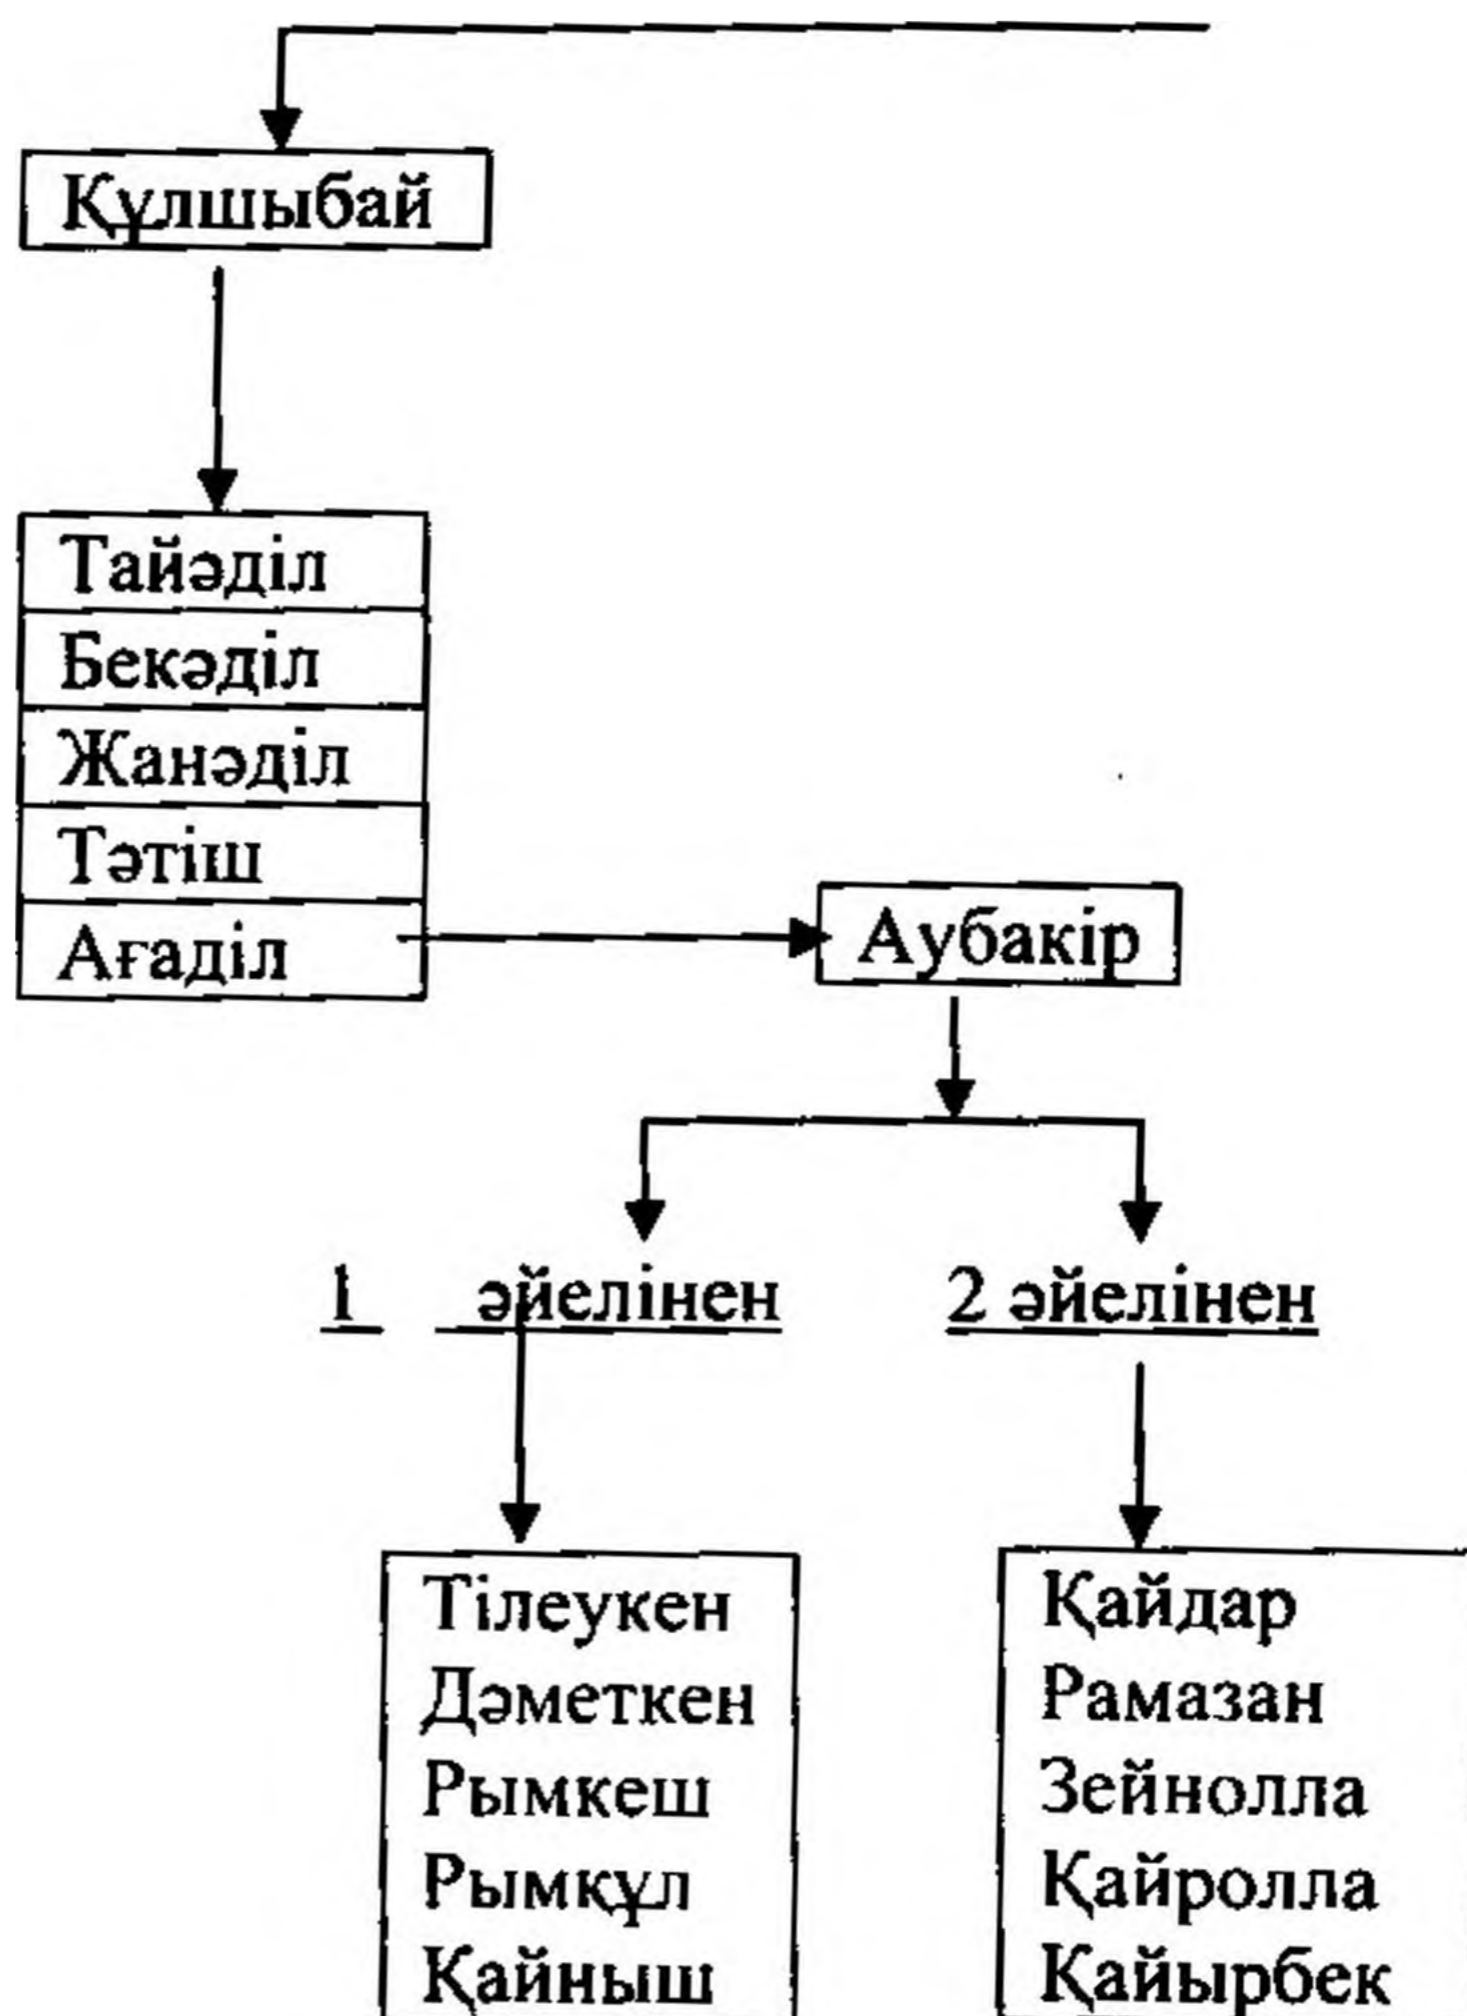 Құлшыбай
Тайәділ
Бекәділ
Жанәділ
Тәтіш
Ағаділ
Аубакір
1 әйелінен
2 әйелінен
Тілеукен
Дәметкен
Рымкеш
Рымқұл
Қайныш
Қайдар
Рамазан
Зейнолла
Қайролла
Қайырбек